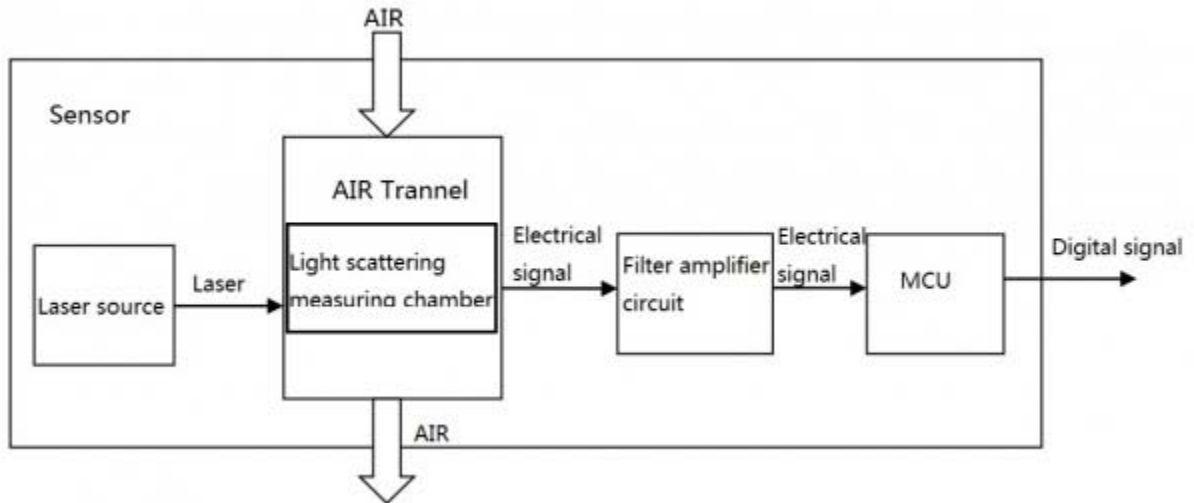 AIR
Sensor
AIR Trannel
Light scattering
measuring chamber
Laser source
Laser
Electrical
signal
Filter amplifier
circuit
Electrical
signal
MCU
Digital signal
AIR